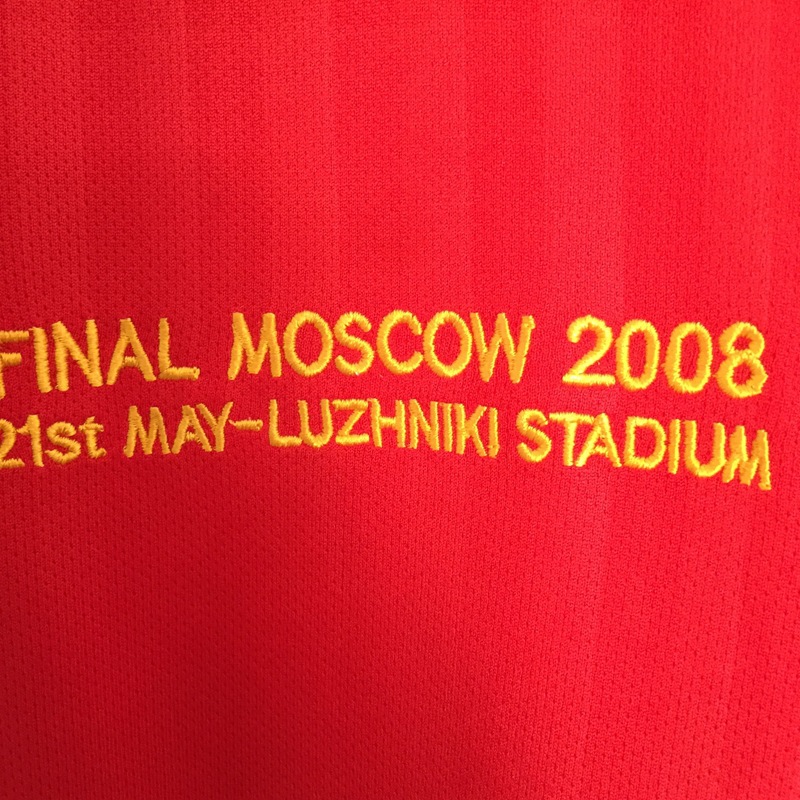 FINAL MOSCOW 2008
21st MAY-LUZHNIKI STADIUM